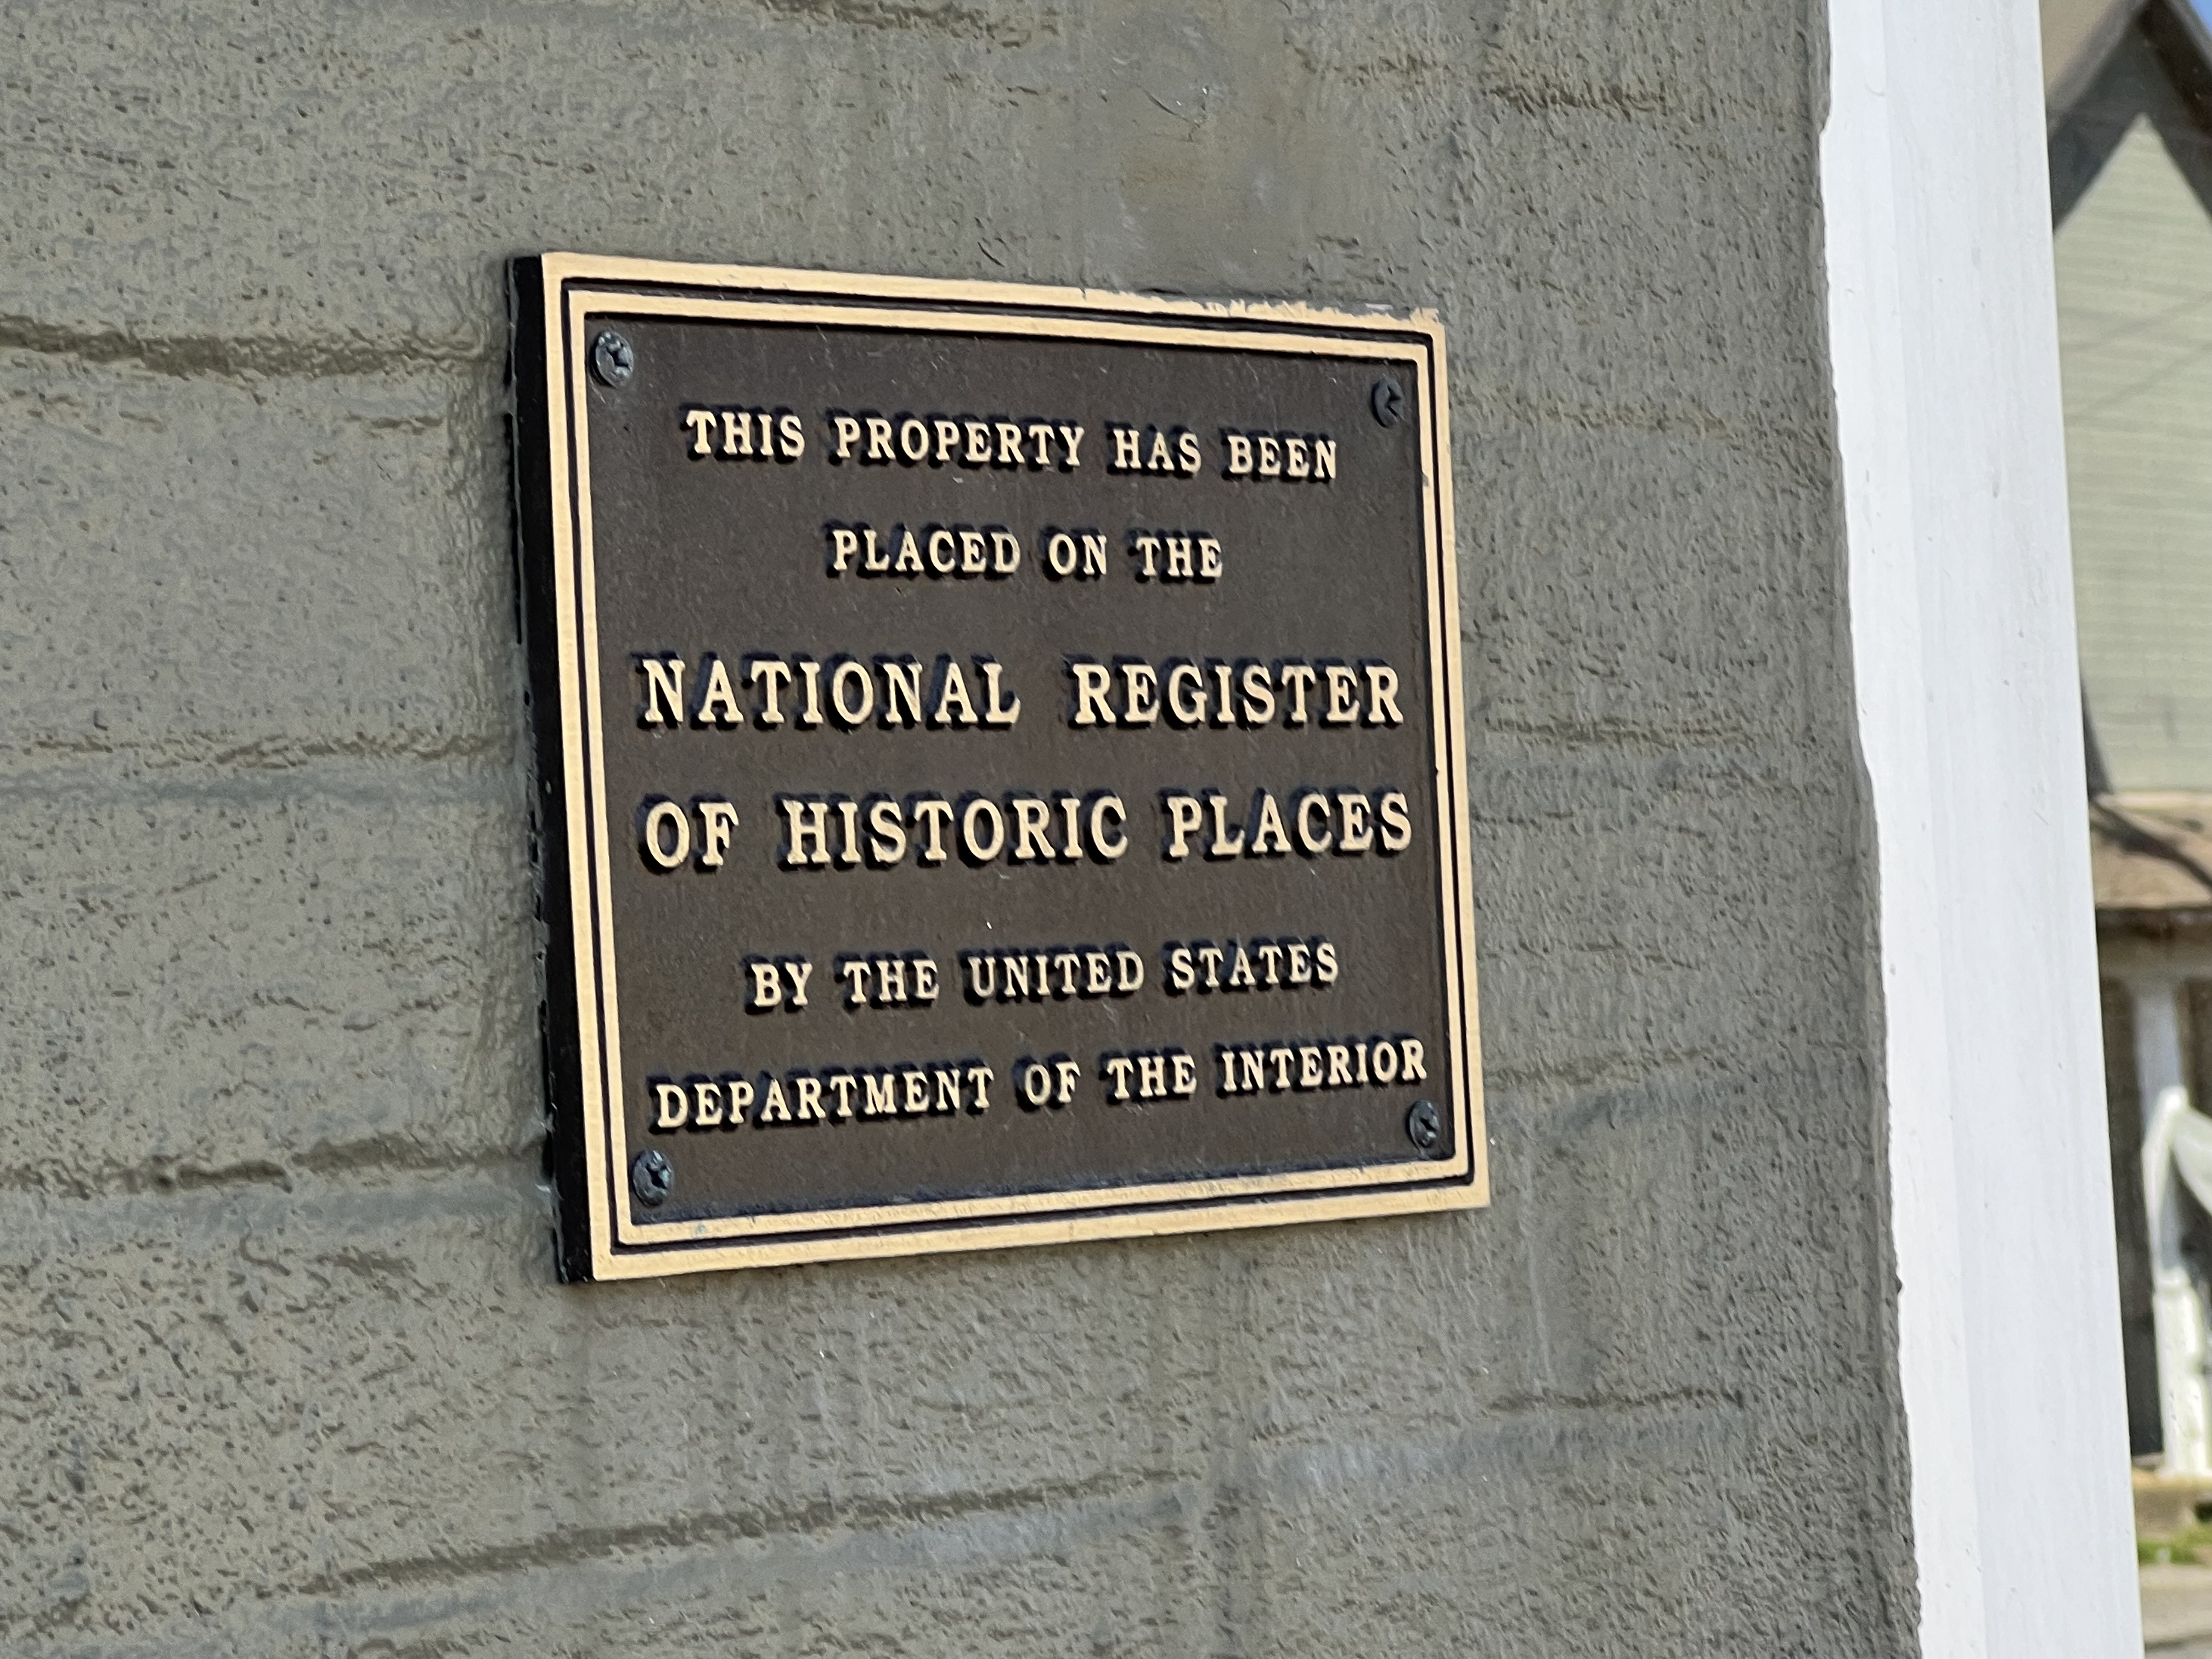 THIS PROPERTY HAS BEEN
PLACED ON THE
NATIONAL REGISTER
OF HISTORIC PLACES
BY THE UNITED STATES
DEPARTMENT OF THE INTERIOR